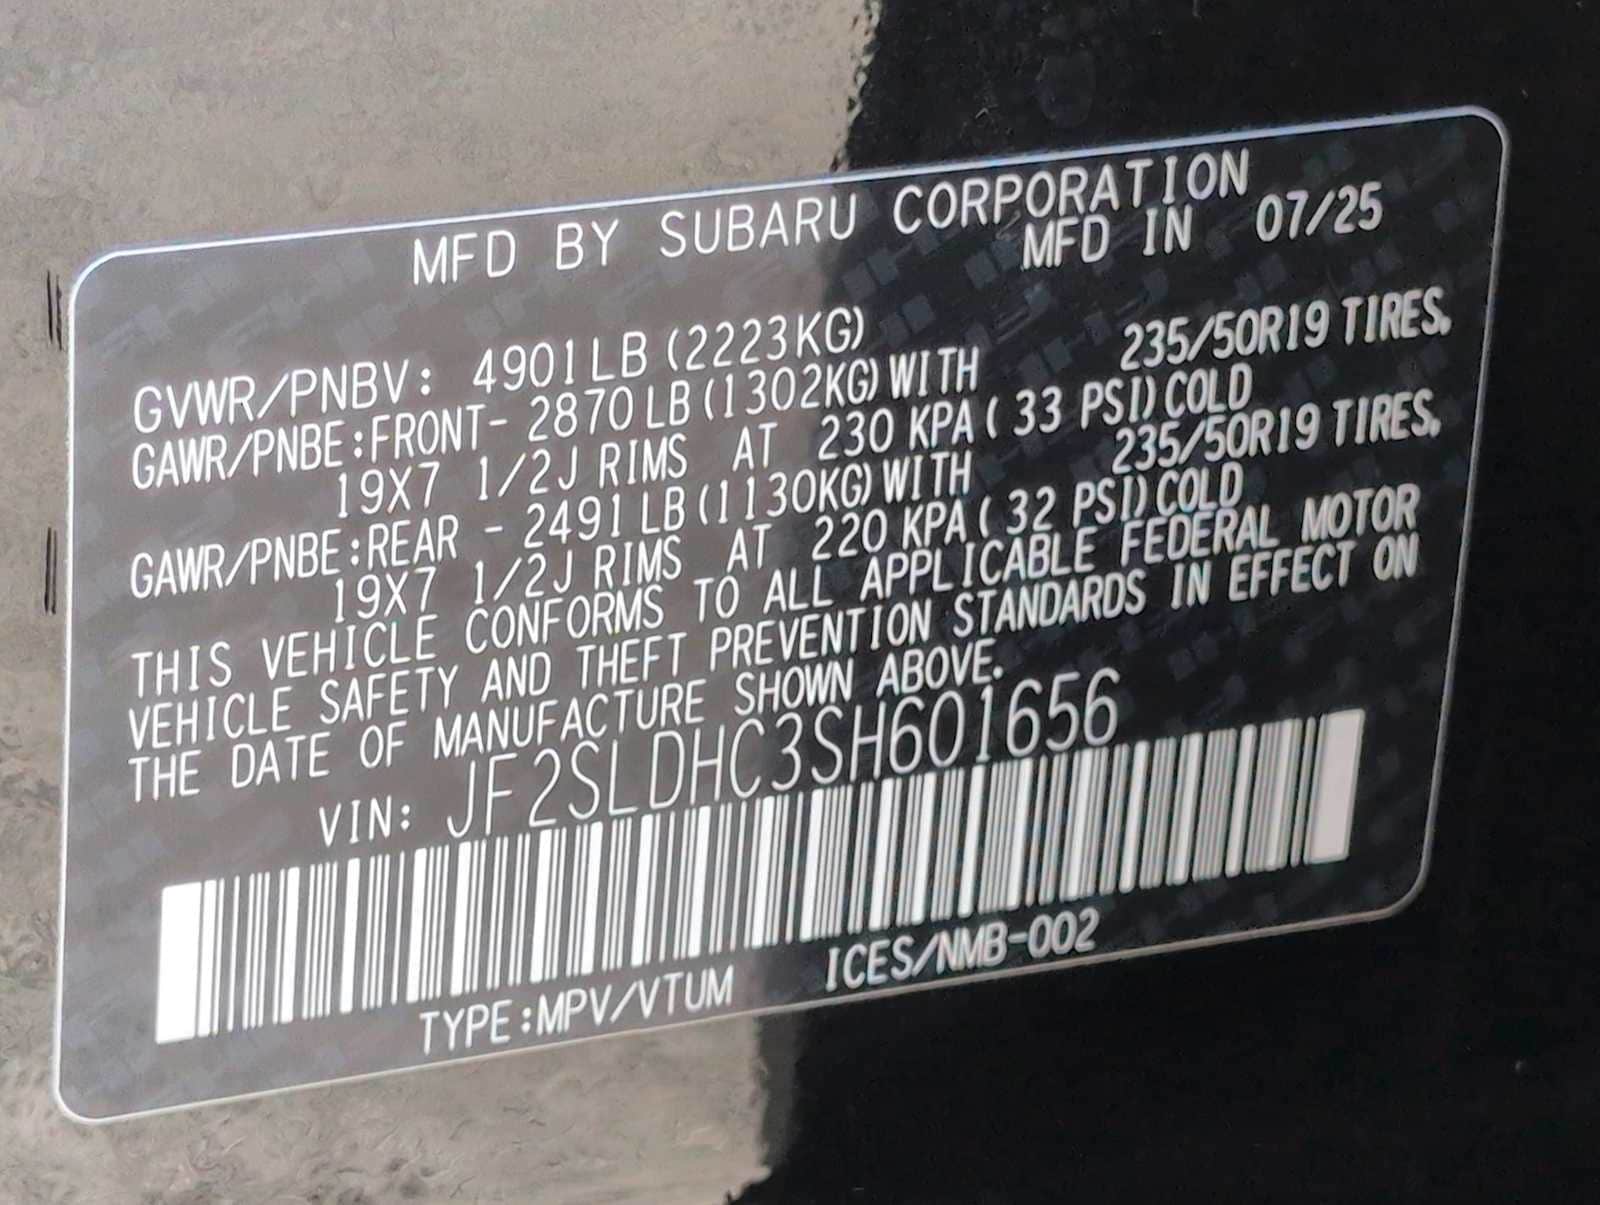 MFD BY SUBARU CORPORATION
MFD IN 07/25
GVWR/PNBV: 4901LB (2223KG)
GAWR/PNBE:FRONT- 2870LB(1302KG)WITH 235/50R19 TIRES,
19X7 1/2J RIMS AT 230 KPA( 33 PSI)COLD
GAWR/PNBE:REAR - 2491LB(1130KG)WITH 235/50R19 TIRES,
19X7 1/2J RIMS AT 220 KPA( 32 PSI)COLD
THIS VEHICLE CONFORMS TO ALL APPLICABLE FEDERAL MOTOR
VEHICLE SAFETY AND THEFT PREVENTION STANDARDS IN EFFECT ON
THE DATE OF MANUFACTURE SHOWN ABOVE.
VIN: JF2SLDHC3SH601656
TYPE:MPV/VTUM ICES/NMB-002